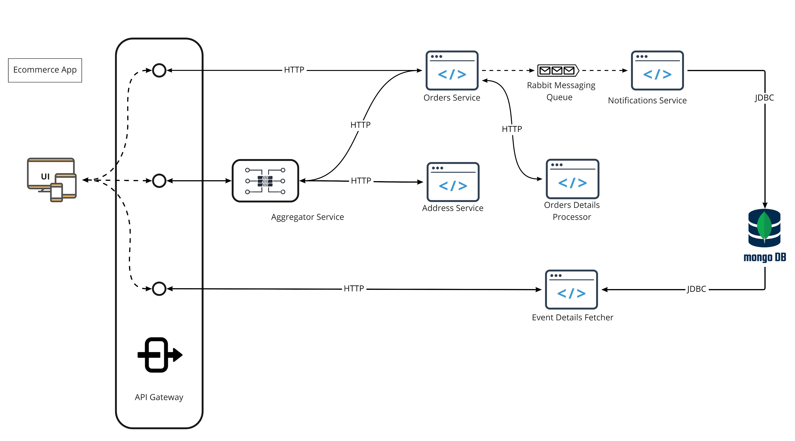 Ecommerce App
HTTP
</>
Orders Service
Rabbit Messaging
Queue
</>
Notifications Service
JDBC
HTTP
HTTP
UI
Aggregator Service
HTTP
</>
Address Service
</>
Orders Details
Processor
mongo DB
HTTP
</>
Event Details Fetcher
JDBC
API Gateway